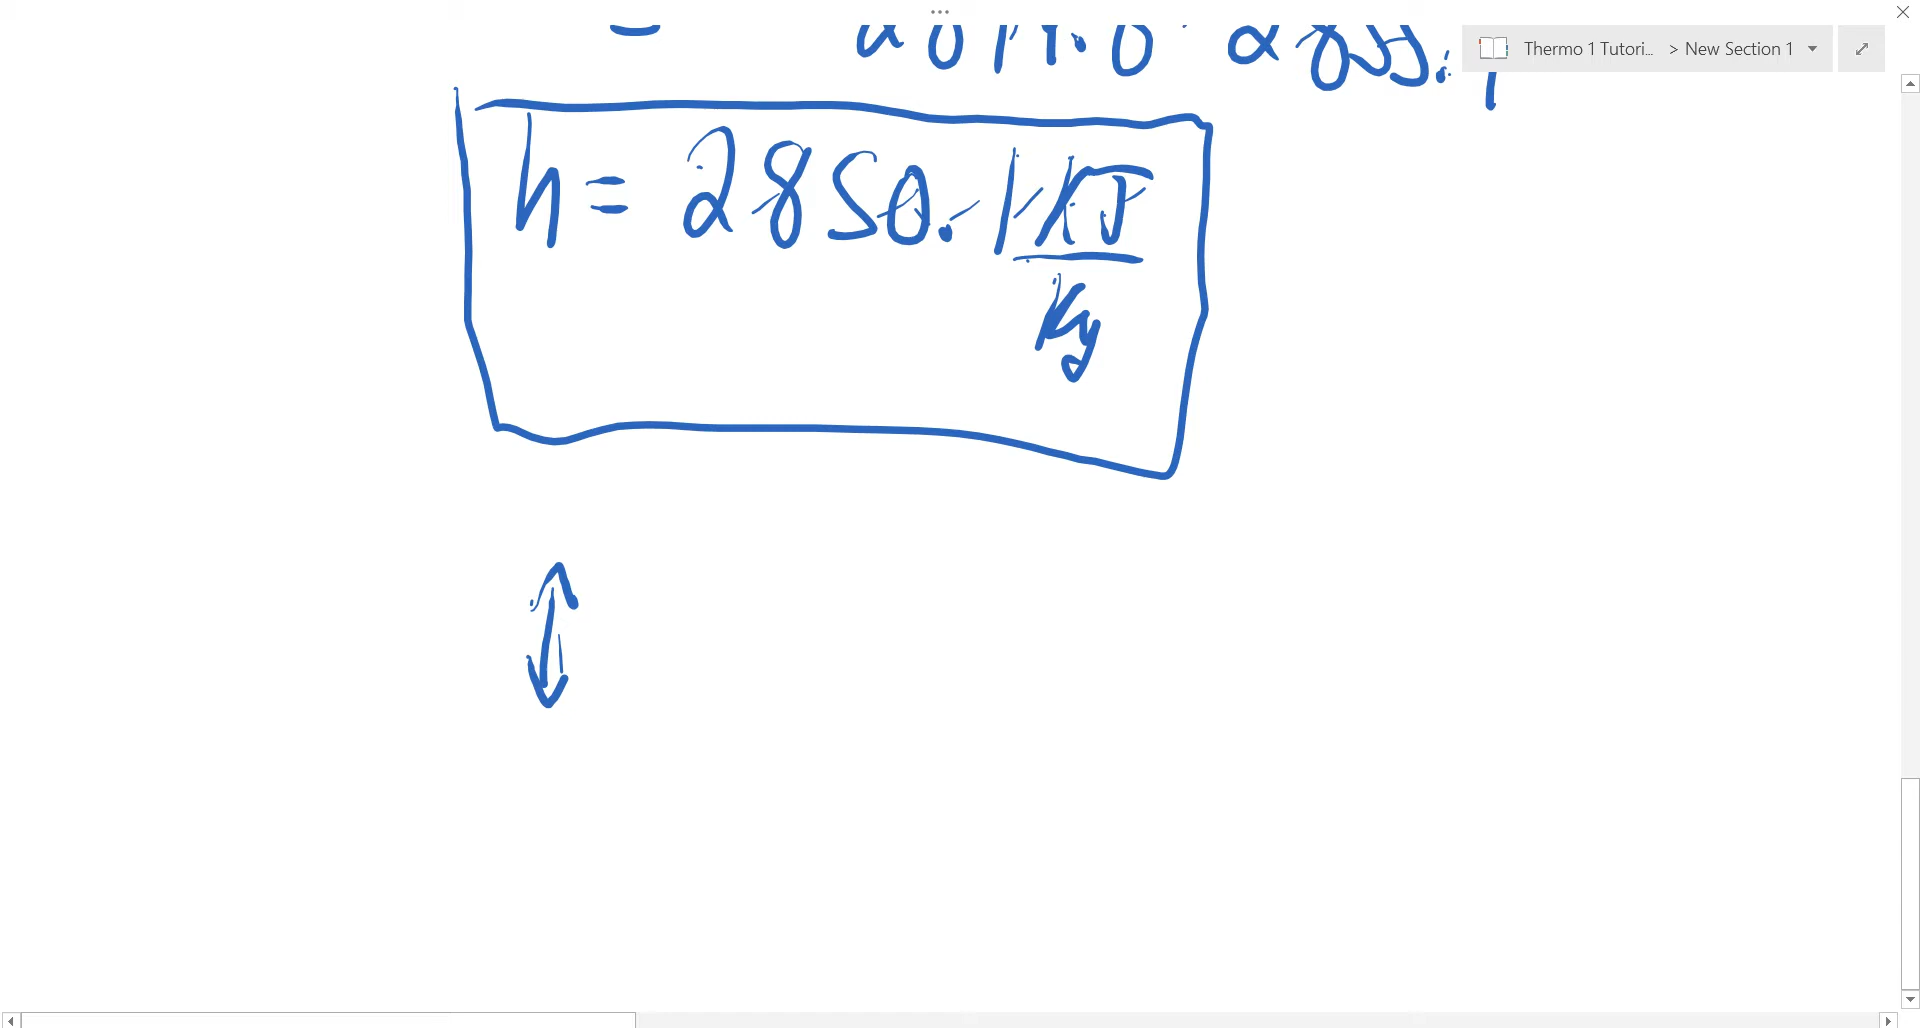 Thermo 1 Tutori... > New Section 1
h = 2850.1 KJ
Kg